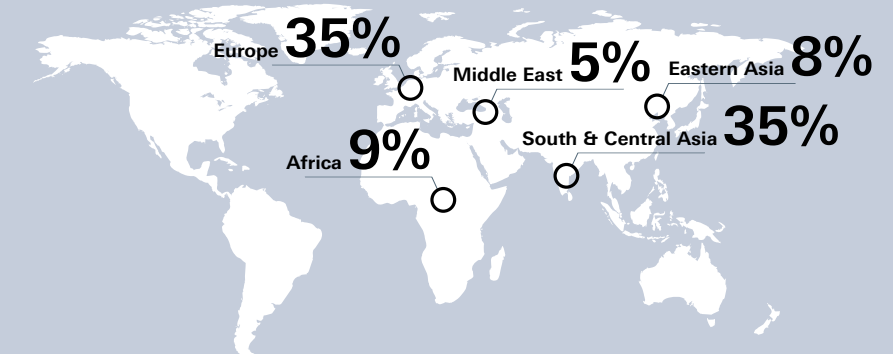 Europe 35%
Middle East 5%
Eastern Asia 8%
South & Central Asia 35%
Africa 9%